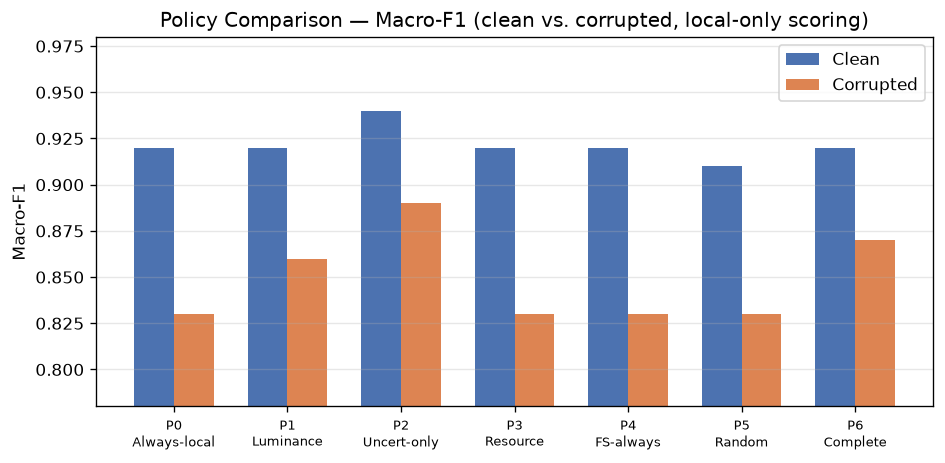 Policy Comparison — Macro-F1 (clean vs. corrupted, local-only scoring)
Clean
Corrupted
Macro-F1
0.975
0.950
0.925
0.900
0.875
0.850
0.825
0.800
P0
Always-local
P1
Luminance
P2
Uncert-only
P3
Resource
P4
FS-always
P5
Random
P6
Complete